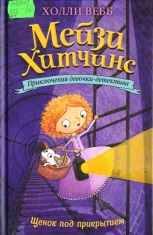 ХОЛЛИ ВЕББ
Мейзи
Хитчинс
Приключения девочки-детектива
Щенок под прикрытием